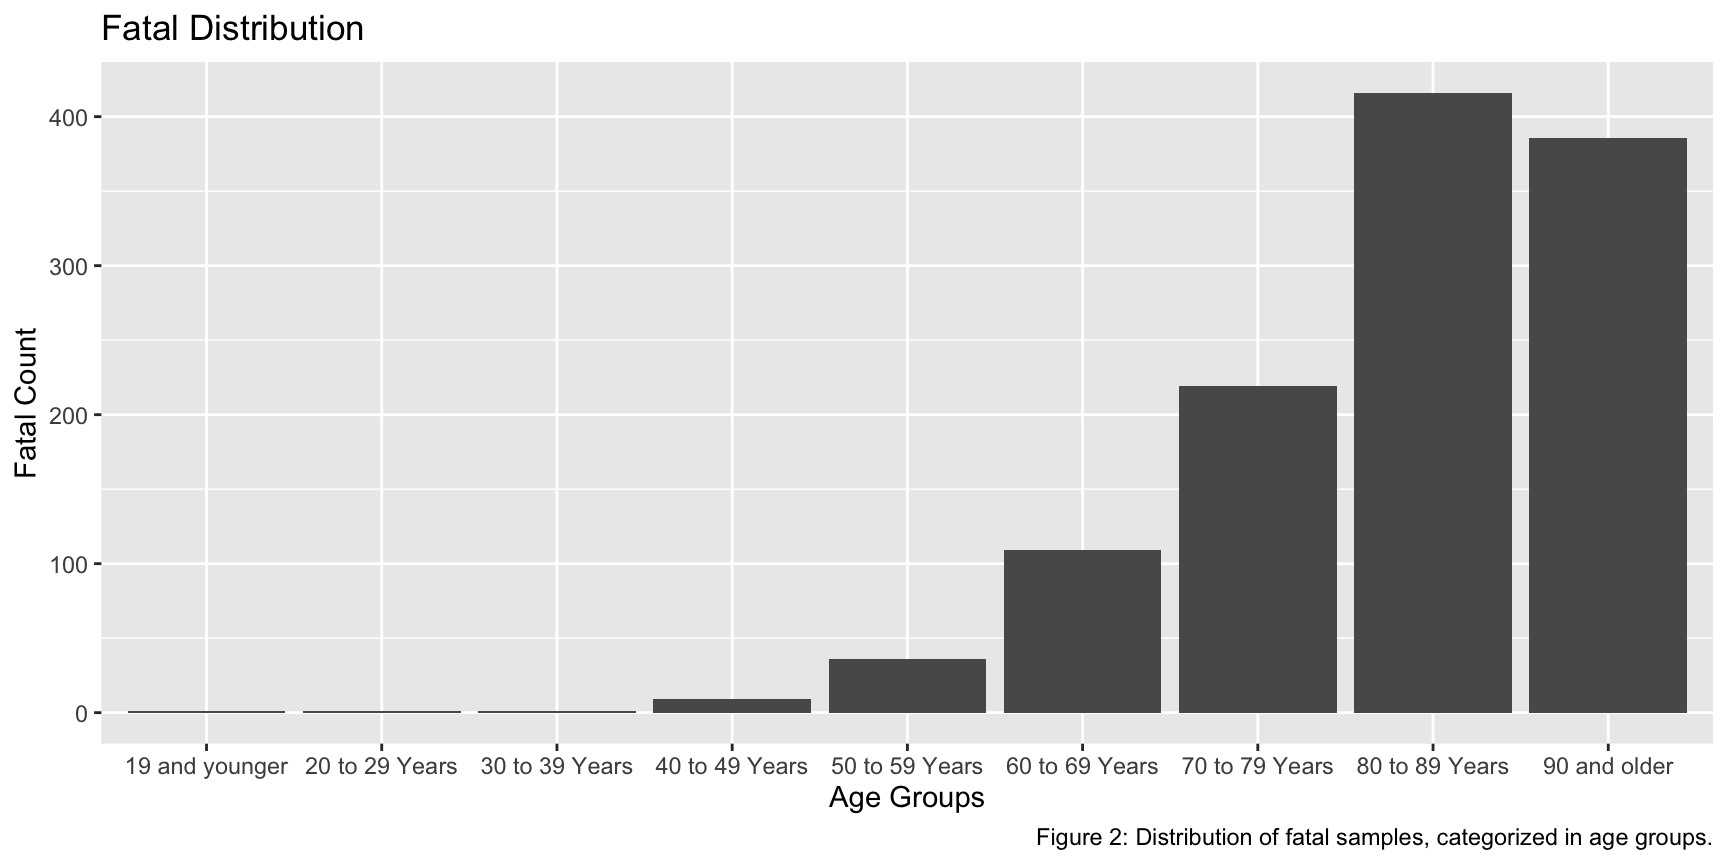 Fatal Distribution
400
300
200
100
0
Fatal Count
19 and younger 20 to 29 Years 30 to 39 Years 40 to 49 Years 50 to 59 Years 60 to 69 Years 70 to 79 Years 80 to 89 Years 90 and older
Age Groups
Figure 2: Distribution of fatal samples, categorized in age groups.